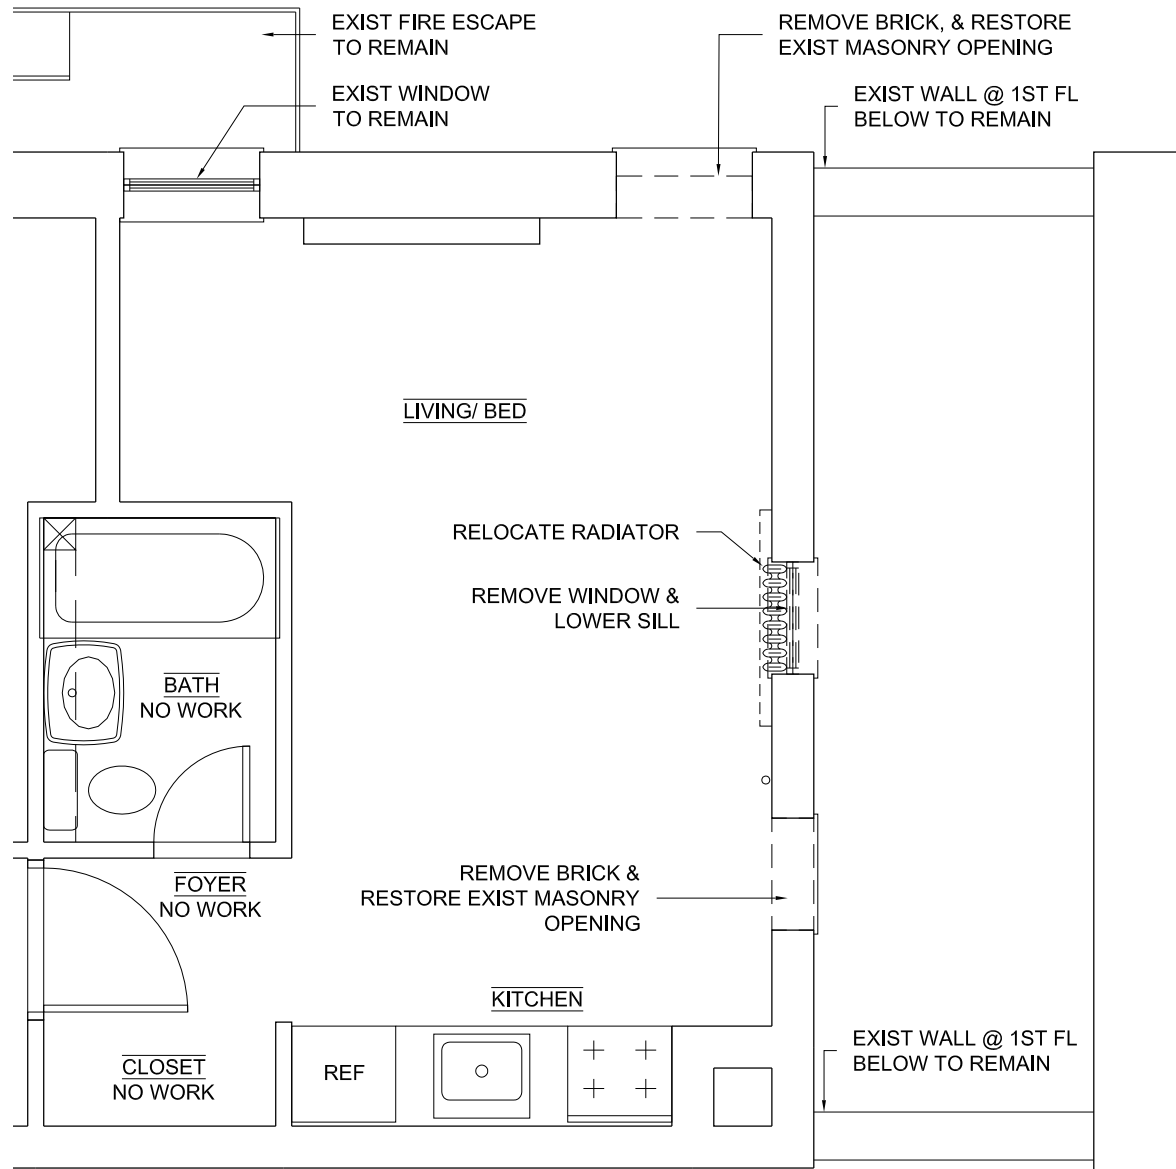 EXIST FIRE ESCAPE
TO REMAIN
REMOVE BRICK, & RESTORE
EXIST MASONRY OPENING
EXIST WINDOW
TO REMAIN
EXIST WALL @ 1ST FL
BELOW TO REMAIN
LIVING/ BED
RELOCATE RADIATOR
REMOVE WINDOW &
LOWER SILL
BATH
NO WORK
FOYER
NO WORK
REMOVE BRICK &
RESTORE EXIST MASONRY
OPENING
KITCHEN
CLOSET
NO WORK
REF
EXIST WALL @ 1ST FL
BELOW TO REMAIN